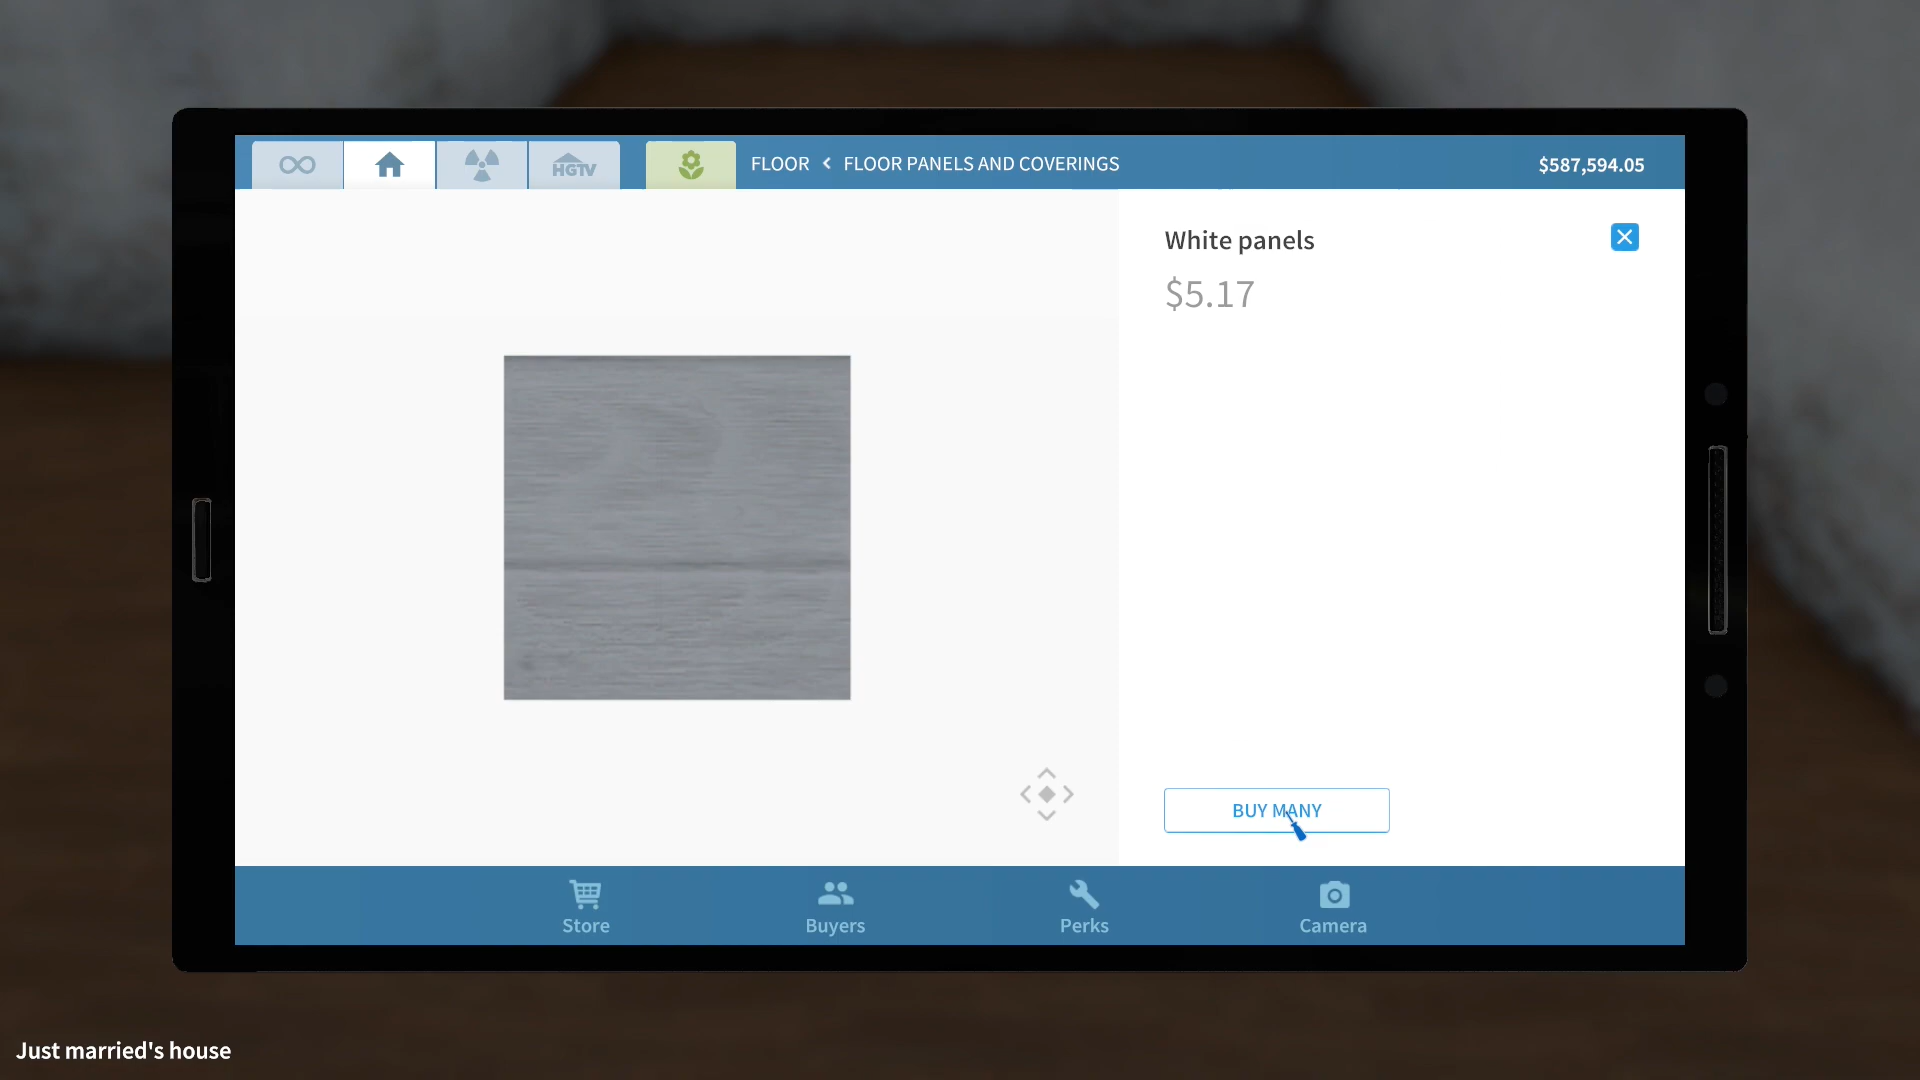 HGTV
FLOOR < FLOOR PANELS AND COVERINGS
$587,594.05
White panels
$5.17
BUY MANY
Store
Buyers
Perks
Camera
Just married's house